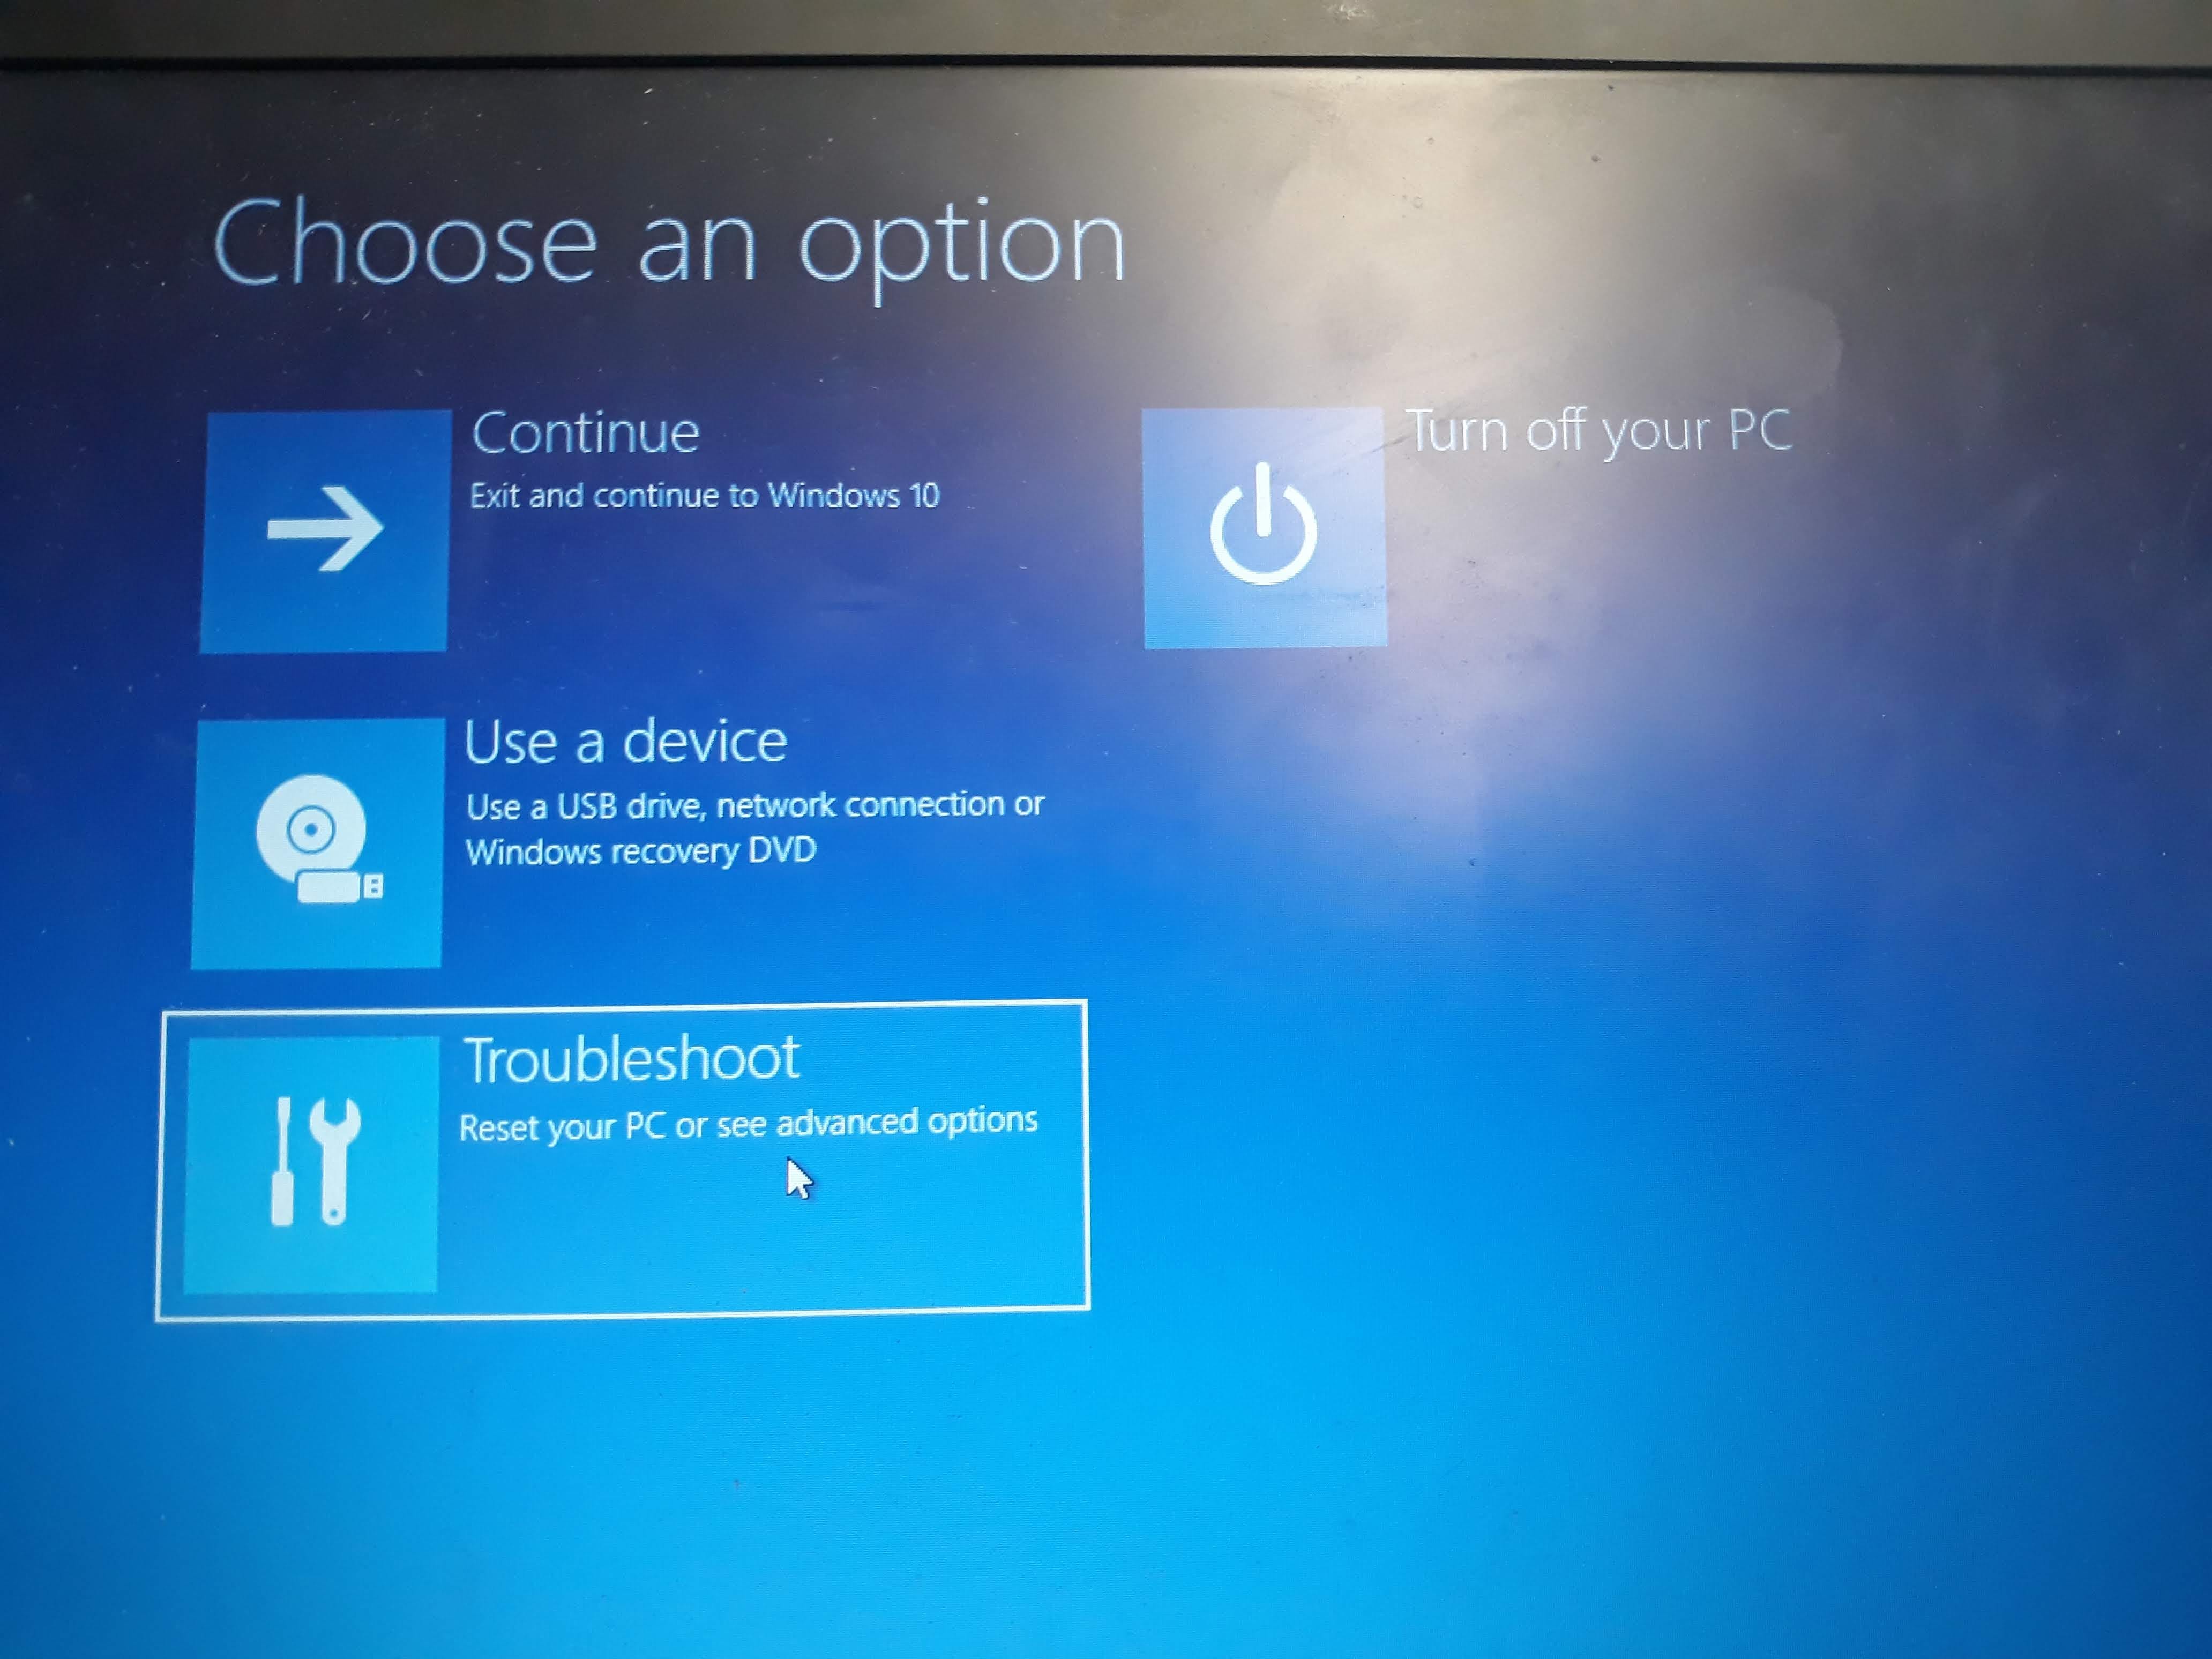 Choose an option
Continue
Exit and continue to Windows 10
Turn off your PC
Use a device
Use a USB drive, network connection or
Windows recovery DVD
Troubleshoot
Reset your PC or see advanced options